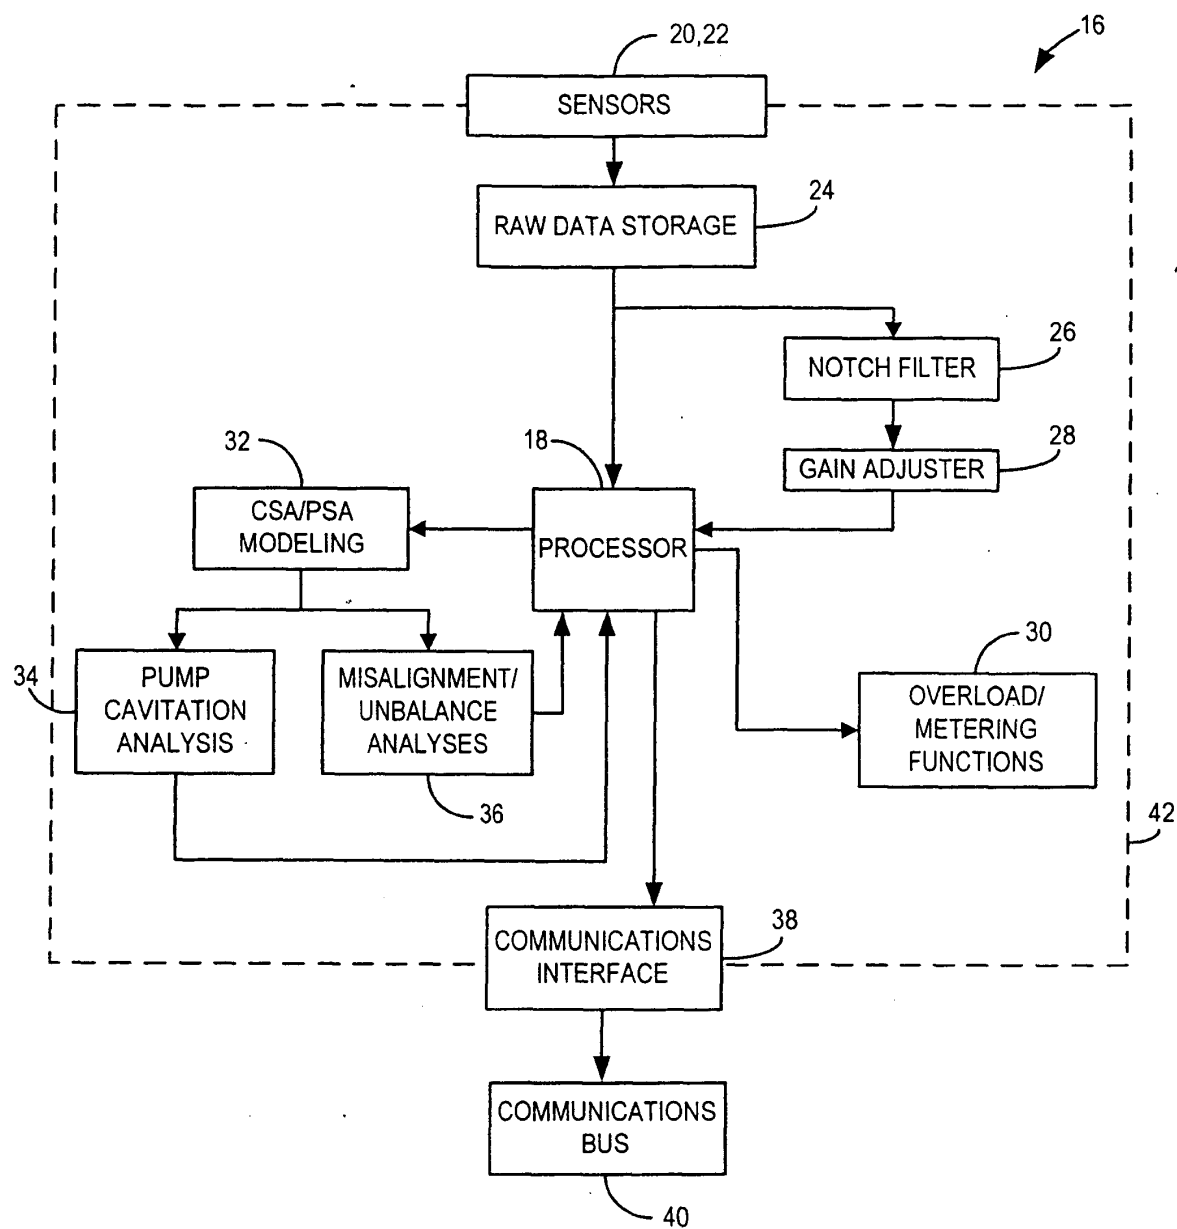 20,22
16
SENSORS
24
RAW DATA STORAGE
26
NOTCH FILTER
32
18
28
GAIN ADJUSTER
CSA/PSA
MODELING
PROCESSOR
30
34
PUMP
CAVITATION
ANALYSIS
MISALIGNMENT/
UNBALANCE
ANALYSES
OVERLOAD/
METERING
FUNCTIONS
36
42
38
COMMUNICATIONS
INTERFACE
COMMUNICATIONS
BUS
40